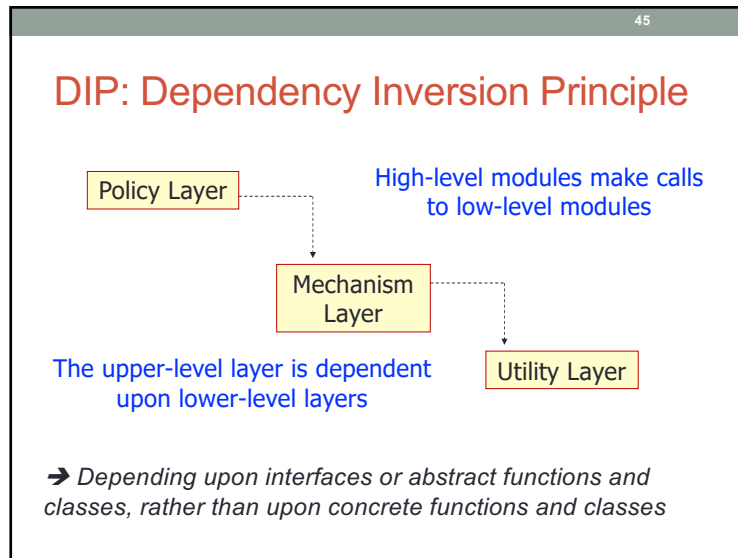 45
DIP: Dependency Inversion Principle
Policy Layer
High-level modules make calls
to low-level modules
Mechanism
Layer
The upper-level layer is dependent
upon lower-level layers
Utility Layer
➔ Depending upon interfaces or abstract functions and
classes, rather than upon concrete functions and classes